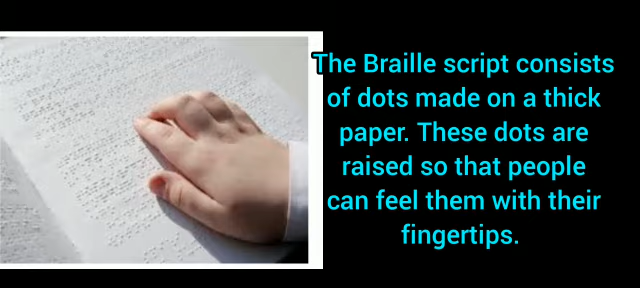 The Braille script consists
of dots made on a thick
paper. These dots are
raised so that people
can feel them with their
fingertips.